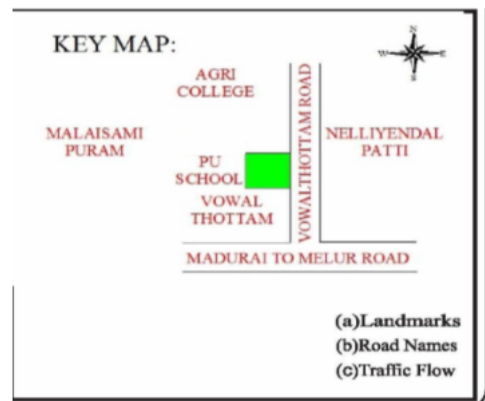 KEY MAP:
N
W
E
S
AGRI
COLLEGE
MALAISAMI
PURAM
VOWALTHOTTAM ROAD
NELLIYENDAL
PATTI
PU
SCHOOL
VOWAL
THOTTAM
MADURAI TO MELUR ROAD
(a)Landmarks
(b)Road Names
(c)Traffic Flow